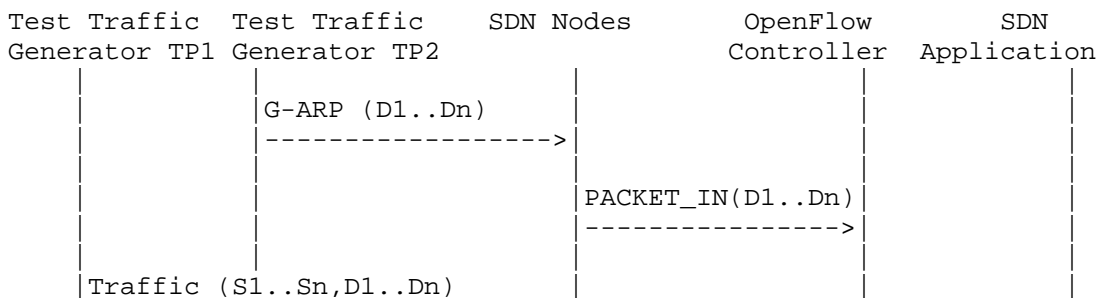 Test Traffic Test Traffic SDN Nodes OpenFlow SDN
Generator TP1 Generator TP2 Controller Application
G-ARP (D1..Dn)
PACKET_IN(D1..Dn)
Traffic (S1..Sn,D1..Dn)